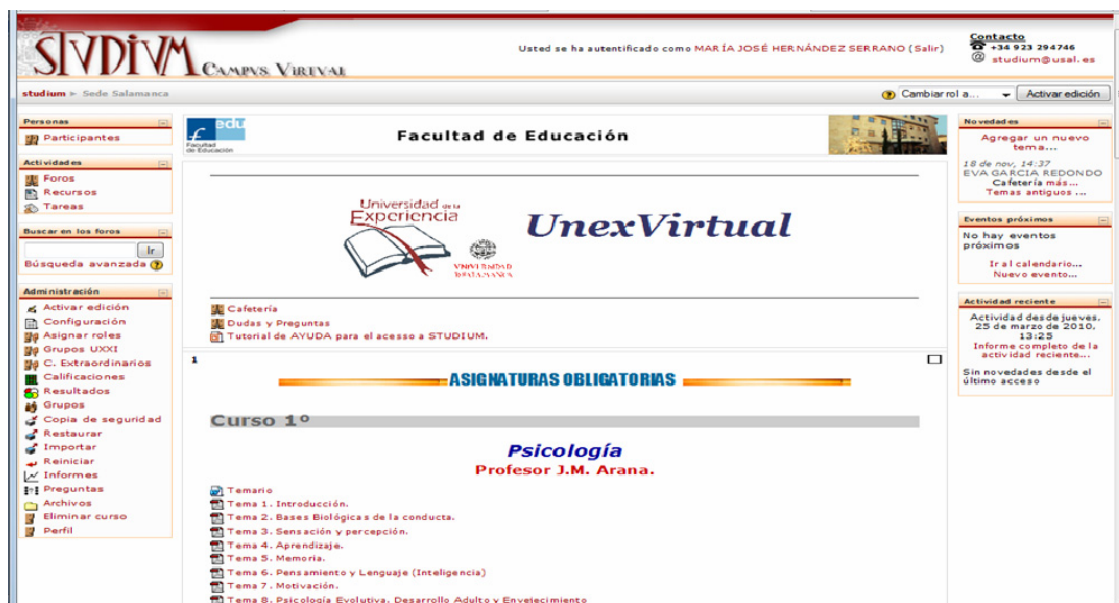 STVDIVM CAMPVS VIRTVAL
Usted se ha autentificado como MARÍA JOSÉ HERNÁNDEZ SERRANO (Salir)
Contacto
+34 923 294746
studium@usal.es
studium ► Sede Salamanca
Cambiar rol a...
Activar edición
Personas
Participantes
Actividades
Foros
Recursos
Tareas
Buscar en los foros
Ir
Búsqueda avanzada
Administración
Activar edición
Configuración
Asignar roles
Grupos UXXI
C. Extraordinarios
Calificaciones
Resultados
Grupos
Copia de seguridad
Restaurar
Importar
Reiniciar
Informes
Preguntas
Archivos
Eliminar curso
Perfil
edu
Facultad
de Educación
Facultad de Educación
Universidad de la
Experiencia
VNIVERSIDAD
DE SALAMANCA
UnexVirtual
Cafetería
Dudas y Preguntas
Tutorial de AYUDA para el acesso a STUDIUM.
1
ASIGNATURAS OBLIGATORIAS
Curso 1º
Psicología
Profesor J.M. Arana.
Temario
Tema 1. Introducción.
Tema 2. Bases Biológicas de la conducta.
Tema 3. Sensación y percepción.
Tema 4. Aprendizaje.
Tema 5. Memoria.
Tema 6. Pensamiento y Lenguaje (Inteligencia)
Tema 7. Motivación.
Tema 8. Psicología Evolutiva. Desarrollo Adulto y Envejecimiento
Novedades
Agregar un nuevo
tema...
18 de nov, 14:37
EVA GARCIA REDONDO
Cafetería más...
Temas antiguos ...
Eventos próximos
No hay eventos
próximos
Ir al calendario...
Nuevo evento...
Actividad reciente
Actividad desde jueves,
25 de marzo de 2010,
13:25
Informe completo de la
actividad reciente...
Sin novedades desde el
último acceso